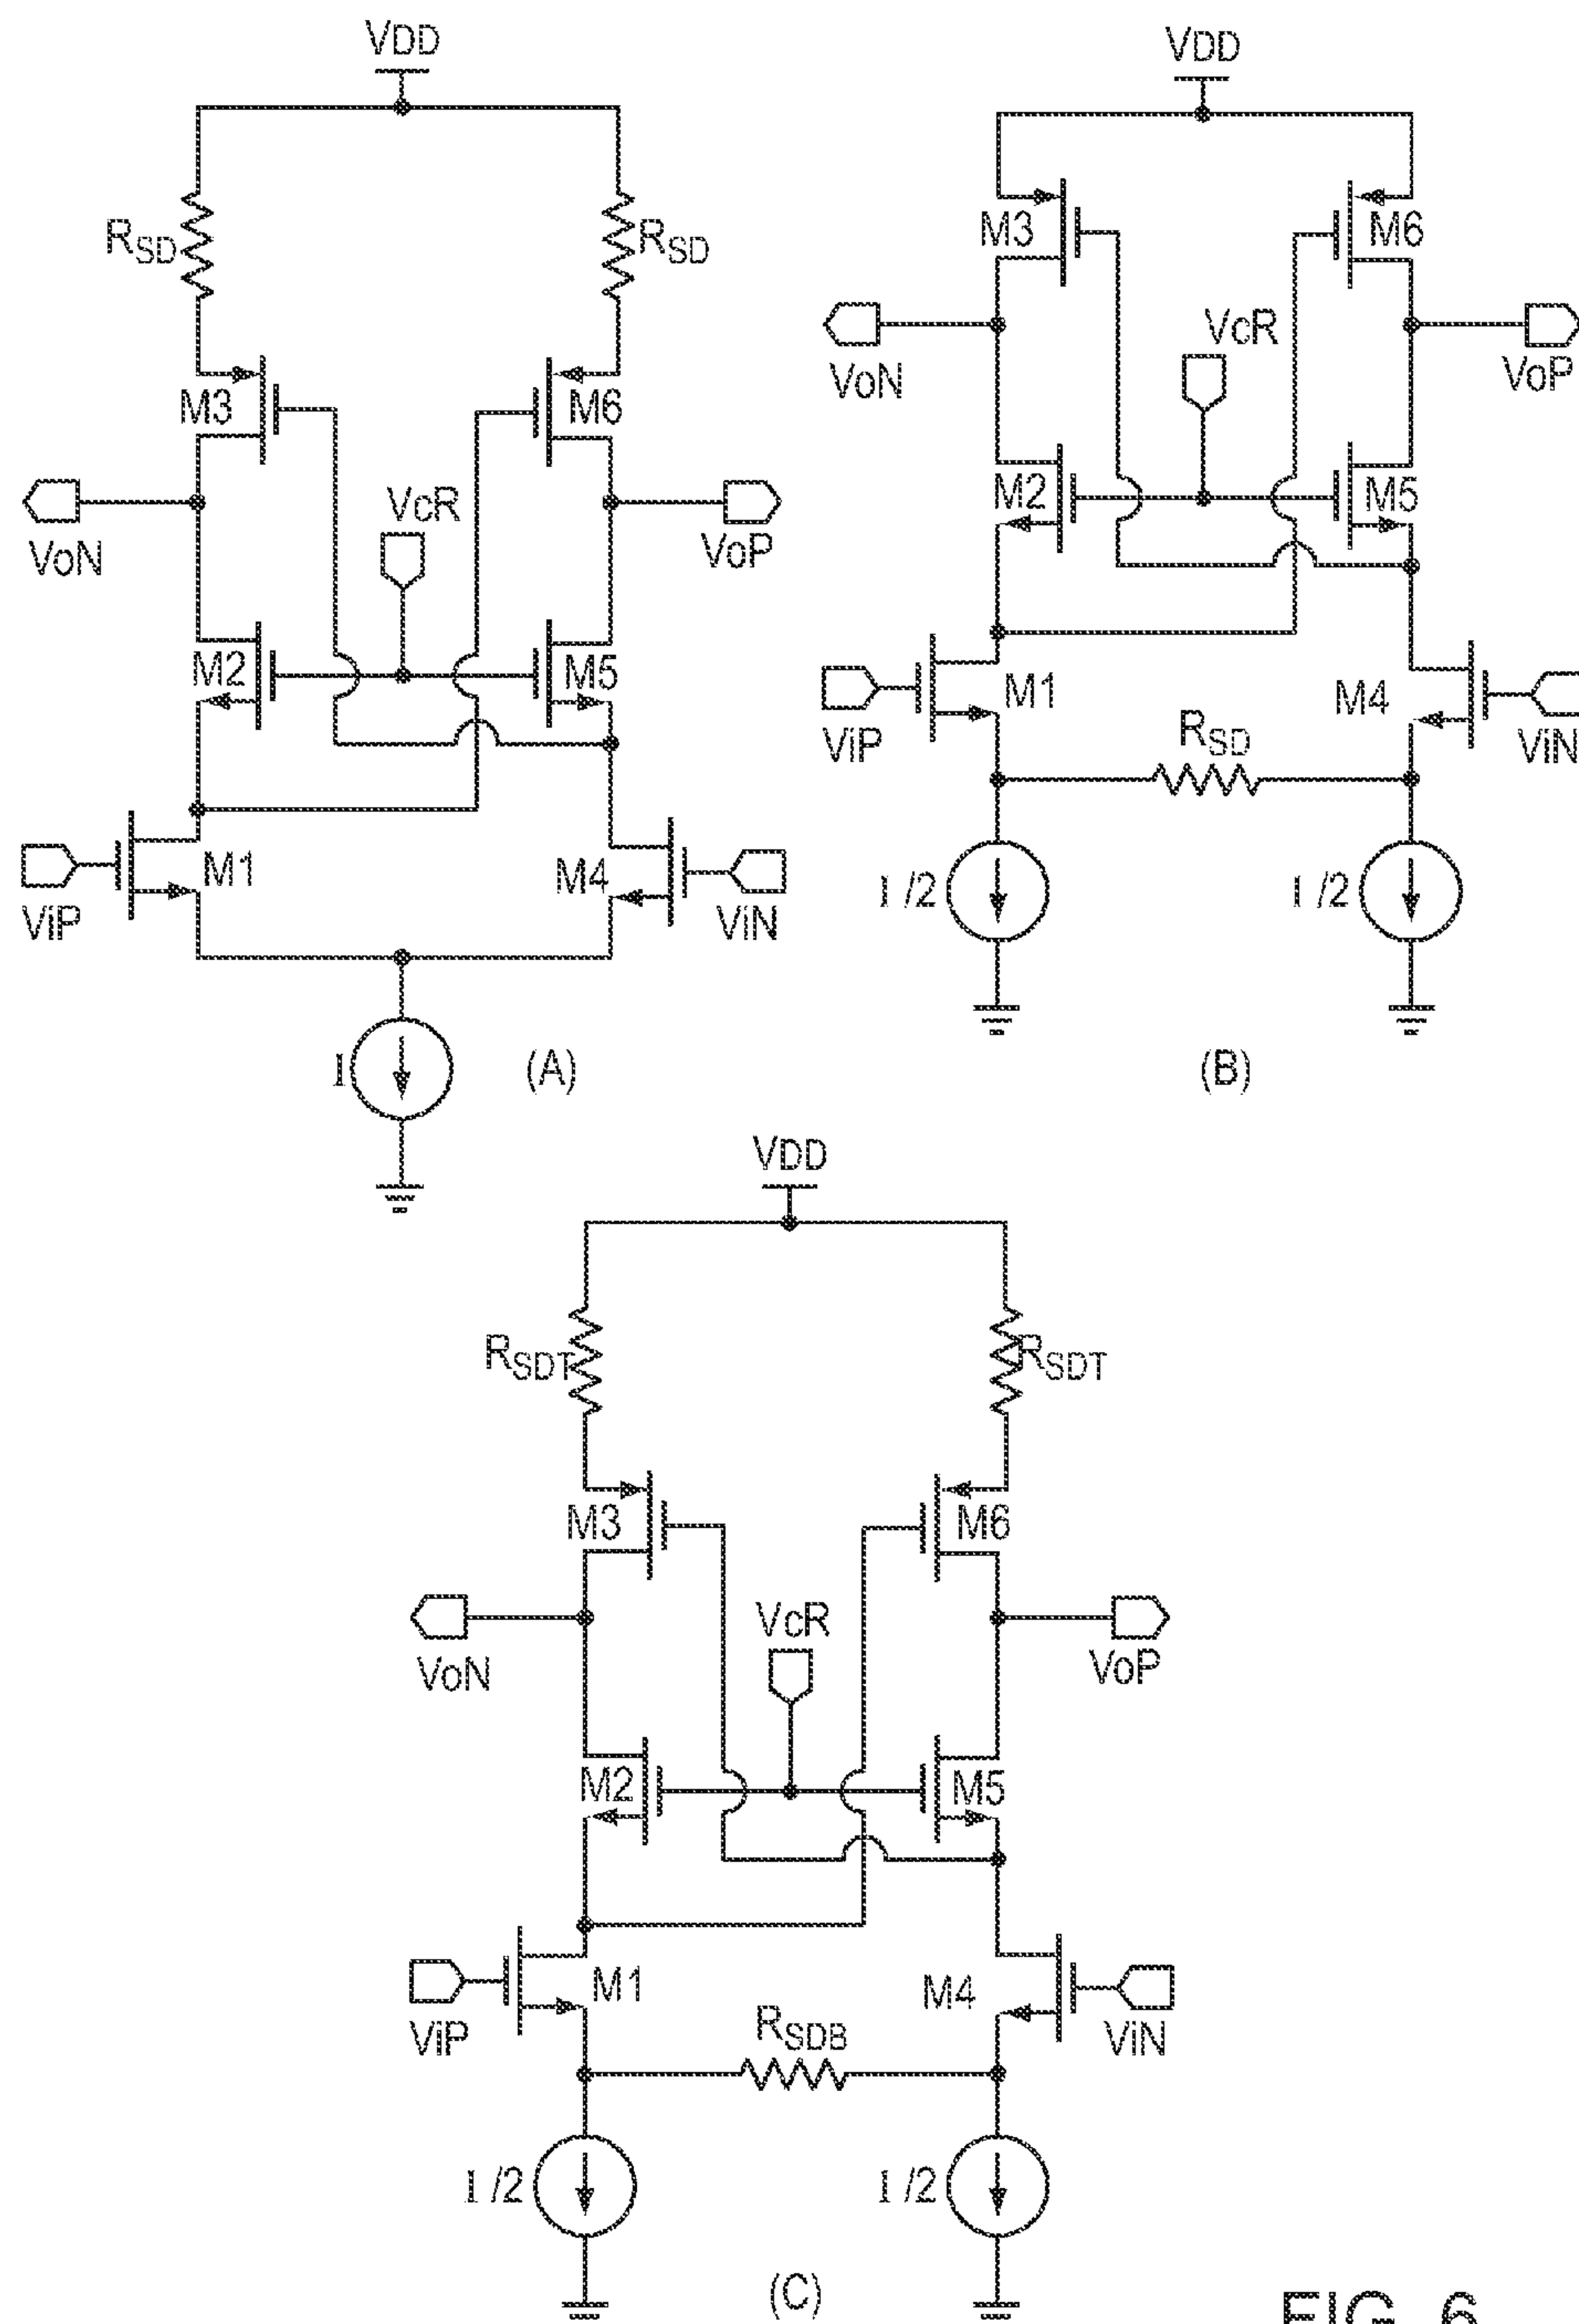 VDD
RSD RSD
M3 M6
VcR
VoN VoP
M2 M5
M1 M4
ViP ViN
I
(A)
VDD
M3 M6
VcR
VoN VoP
M2 M5
M1 M4
RSD
ViP ViN
I /2 I /2
(B)
VDD
RSDT RSDT
M3 M6
VcR
VoN VoP
M2 M5
M1 M4
RSDB
ViP ViN
I /2 I /2
(C)
FIG. 6